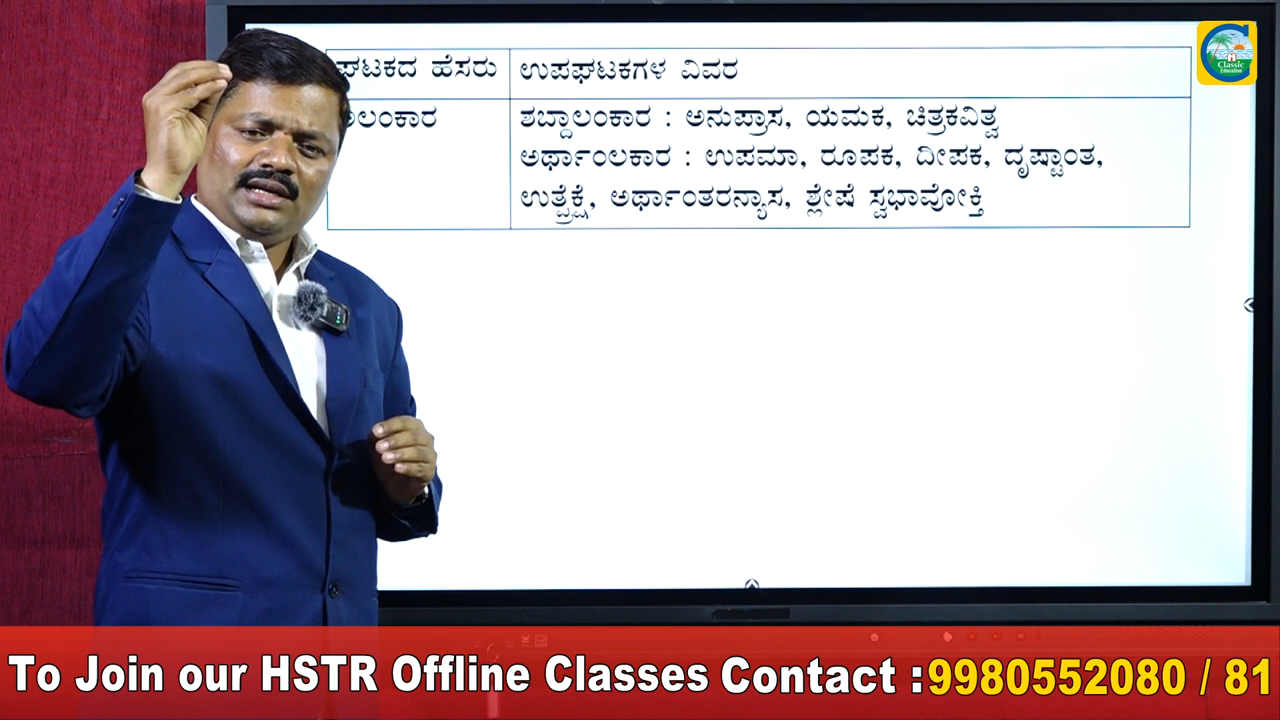 ಘಟಕದ ಹೆಸರು ಉಪಘಟಕಗಳ ವಿವರ
ಅಲಂಕಾರ ಶಬ್ದಾಲಂಕಾರ : ಅನುಪ್ರಾಸ, ಯಮಕ, ಚಿತ್ರಕವಿತ್ವ
ಅರ್ಥಾಂಲಕಾರ : ಉಪಮಾ, ರೂಪಕ, ದೀಪಕ, ದೃಷ್ಟಾಂತ,
ಉತ್ಪ್ರೆಕ್ಷೆ, ಅರ್ಥಾಂತರನ್ಯಾಸ, ಶ್ಲೇಷೆ ಸ್ವಭಾವೋಕ್ತಿ
Classic
Education
To Join our HSTR Offline Classes Contact :9980552080 / 81